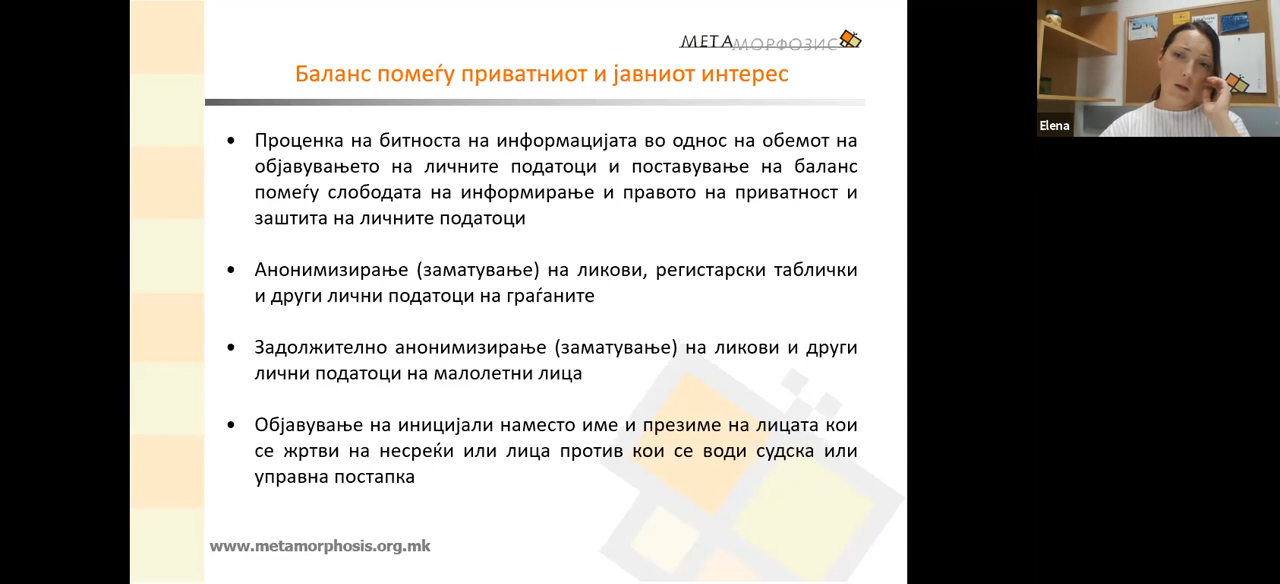 МЕТАМОРФОЗИС
Баланс помеѓу приватниот и јавниот интерес
• Проценка на битноста на информацијата во однос на обемот на
објавувањето на личните податоци и поставување на баланс
помеѓу слободата на информирање и правото на приватност и
заштита на личните податоци
• Анонимизирање (заматување) на ликови, регистарски таблички
и други лични податоци на граѓаните
• Задолжително анонимизирање (заматување) на ликови и други
лични податоци на малолетни лица
• Објавување на иницијали наместо име и презиме на лицата кои
се жртви на несреќи или лица против кои се води судска или
управна постапка
www.metamorphosis.org.mk
Elena